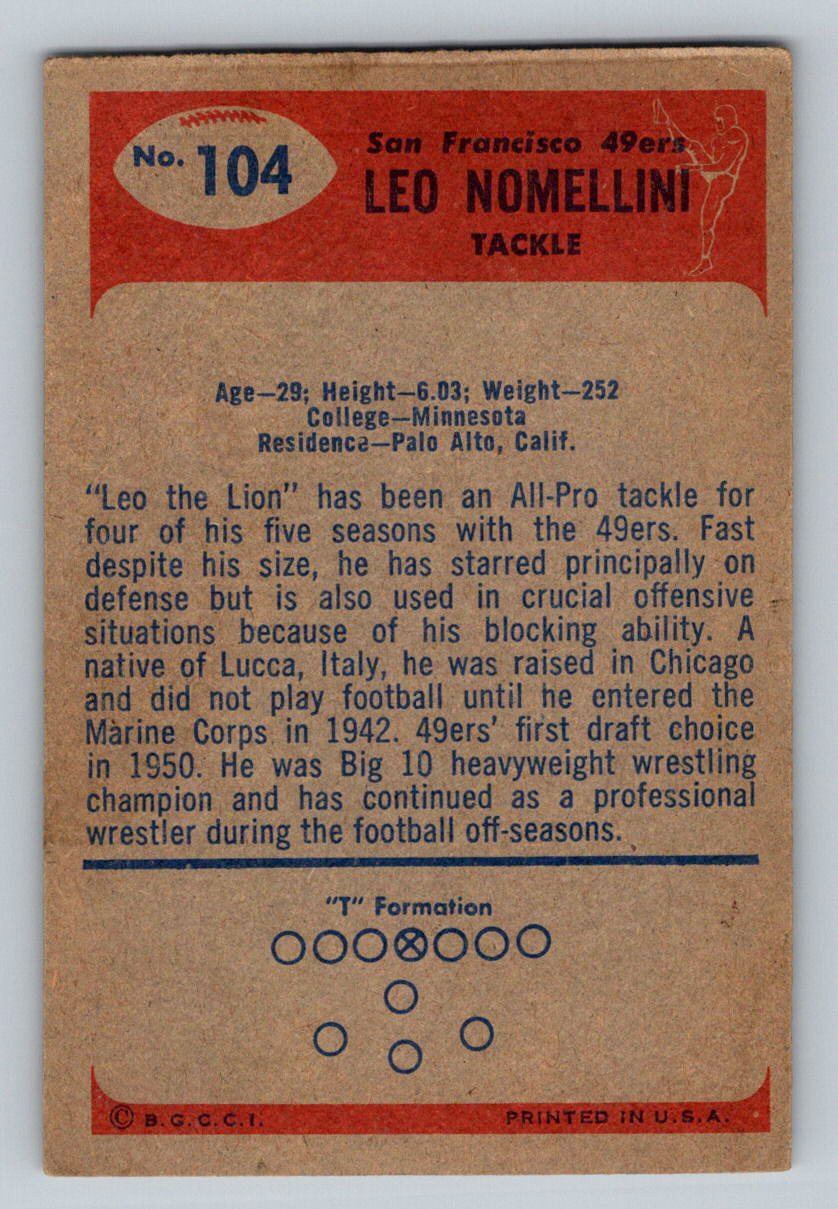 No. 104
San Francisco 49ers
LEO NOMELLINI
TACKLE
Age—29; Height—6.03; Weight—252
College—Minnesota
Residence—Palo Alto, Calif.
"Leo the Lion" has been an All-Pro tackle for
four of his five seasons with the 49ers. Fast
despite his size, he has starred principally on
defense but is also used in crucial offensive
situations because of his blocking ability. A
native of Lucca, Italy, he was raised in Chicago
and did not play football until he entered the
Marine Corps in 1942. 49ers' first draft choice
in 1950. He was Big 10 heavyweight wrestling
champion and has continued as a professional
wrestler during the football off-seasons.
"T" Formation
© B.G.C.C.I.
PRINTED IN U.S.A.